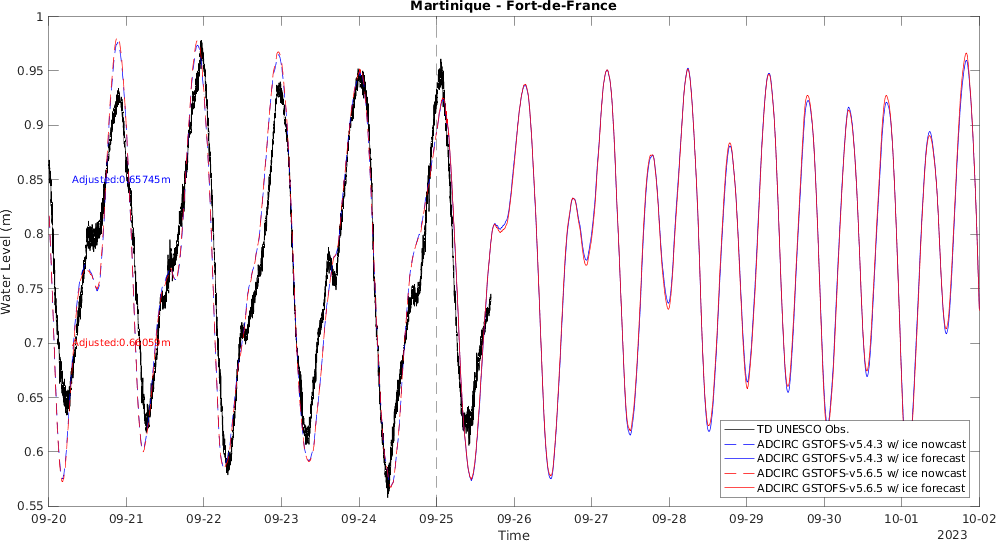 Martinique - Fort-de-France
1
0.95
0.9
0.85
0.8
0.75
0.7
0.65
0.6
0.55
Water Level (m)
Adjusted:0.65745m
Adjusted:0.66059m
TD UNESCO Obs.
ADCIRC GSTOFS-v5.4.3 w/ ice nowcast
ADCIRC GSTOFS-v5.4.3 w/ ice forecast
ADCIRC GSTOFS-v5.6.5 w/ ice nowcast
ADCIRC GSTOFS-v5.6.5 w/ ice forecast
09-20 09-21 09-22 09-23 09-24 09-25 09-26 09-27 09-28 09-29 09-30 10-01 10-02
Time
2023